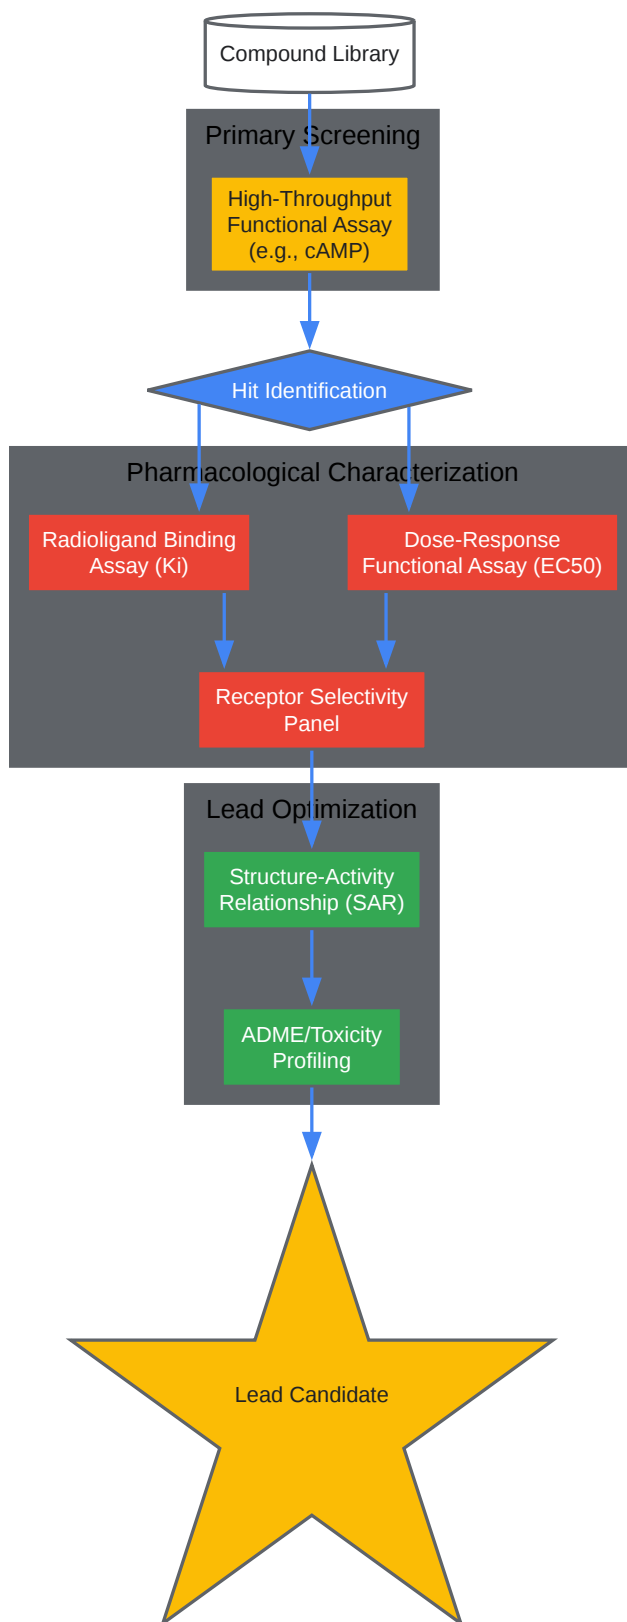 Compound Library
Primary Screening
High-Throughput
Functional Assay
(e.g., cAMP)
Hit Identification
Pharmacological Characterization
Radioligand Binding
Assay (Ki)
Dose-Response
Functional Assay (EC50)
Receptor Selectivity
Panel
Lead Optimization
Structure-Activity
Relationship (SAR)
ADME/Toxicity
Profiling
Lead Candidate